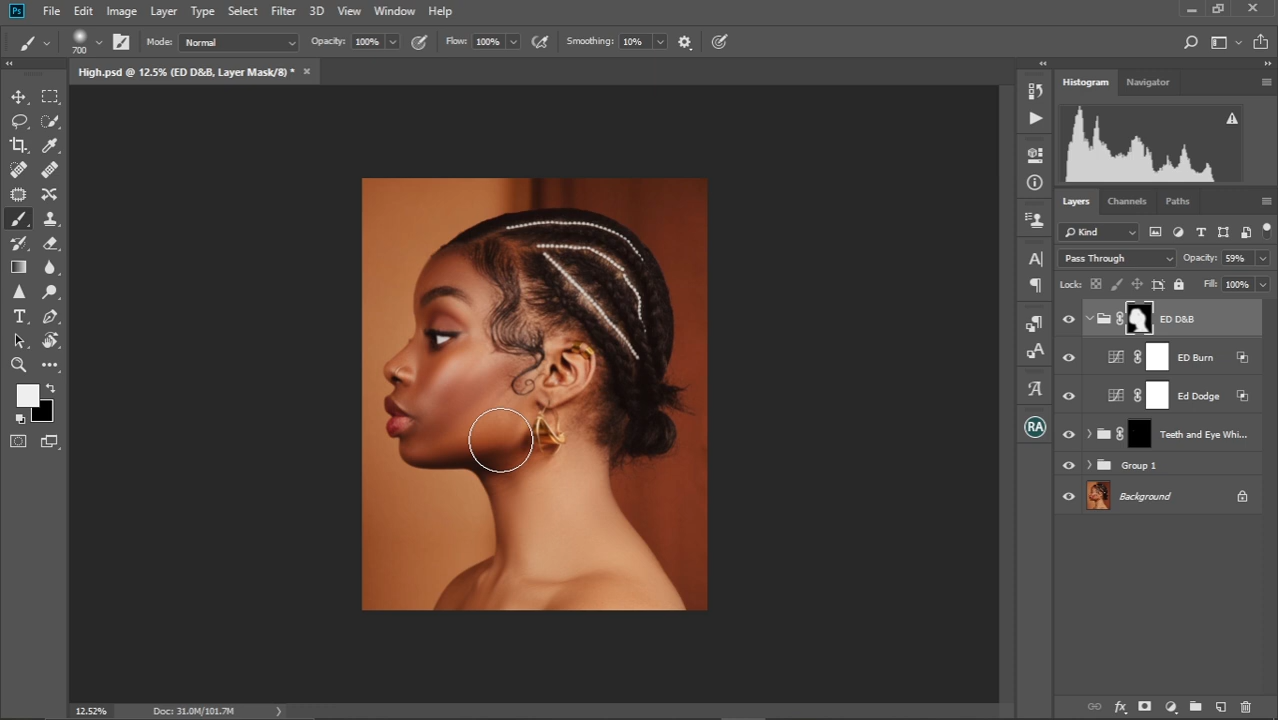 Ps File Edit Image Layer Type Select Filter 3D View Window Help
700 Mode: Normal Opacity: 100% Flow: 100% Smoothing: 10%
High.psd @ 12.5% (ED D&B, Layer Mask/8) *
Histogram Navigator
Layers Channels Paths
Kind
Pass Through Opacity: 59%
Lock: Fill: 100%
ED D&B
ED Burn
Ed Dodge
Teeth and Eye Whi...
Group 1
Background
RA
12.52% Doc: 31.0M/101.7M